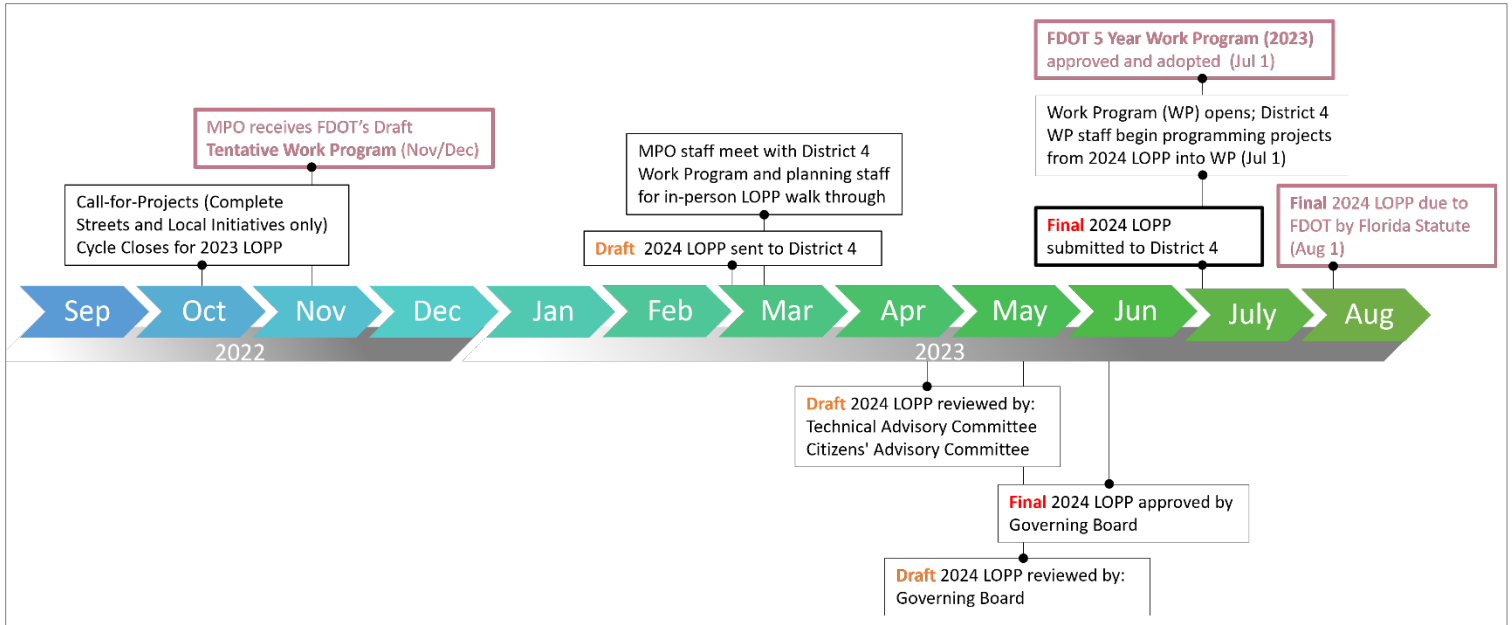 FDOT 5 Year Work Program (2023)
approved and adopted (Jul 1)
MPO receives FDOT's Draft
Tentative Work Program (Nov/Dec)
Work Program (WP) opens; District 4
WP staff begin programming projects
from 2024 LOPP into WP (Jul 1)
MPO staff meet with District 4
Work Program and planning staff
for in-person LOPP walk through
Call-for-Projects (Complete
Streets and Local Initiatives only)
Cycle Closes for 2023 LOPP
Draft 2024 LOPP sent to District 4
Final 2024 LOPP
submitted to District 4
Final 2024 LOPP due to
FDOT by Florida Statute
(Aug 1)
Sep Oct Nov Dec Jan Feb Mar Apr May Jun July Aug
2022 2023
Draft 2024 LOPP reviewed by:
Technical Advisory Committee
Citizens' Advisory Committee
Final 2024 LOPP approved by
Governing Board
Draft 2024 LOPP reviewed by:
Governing Board